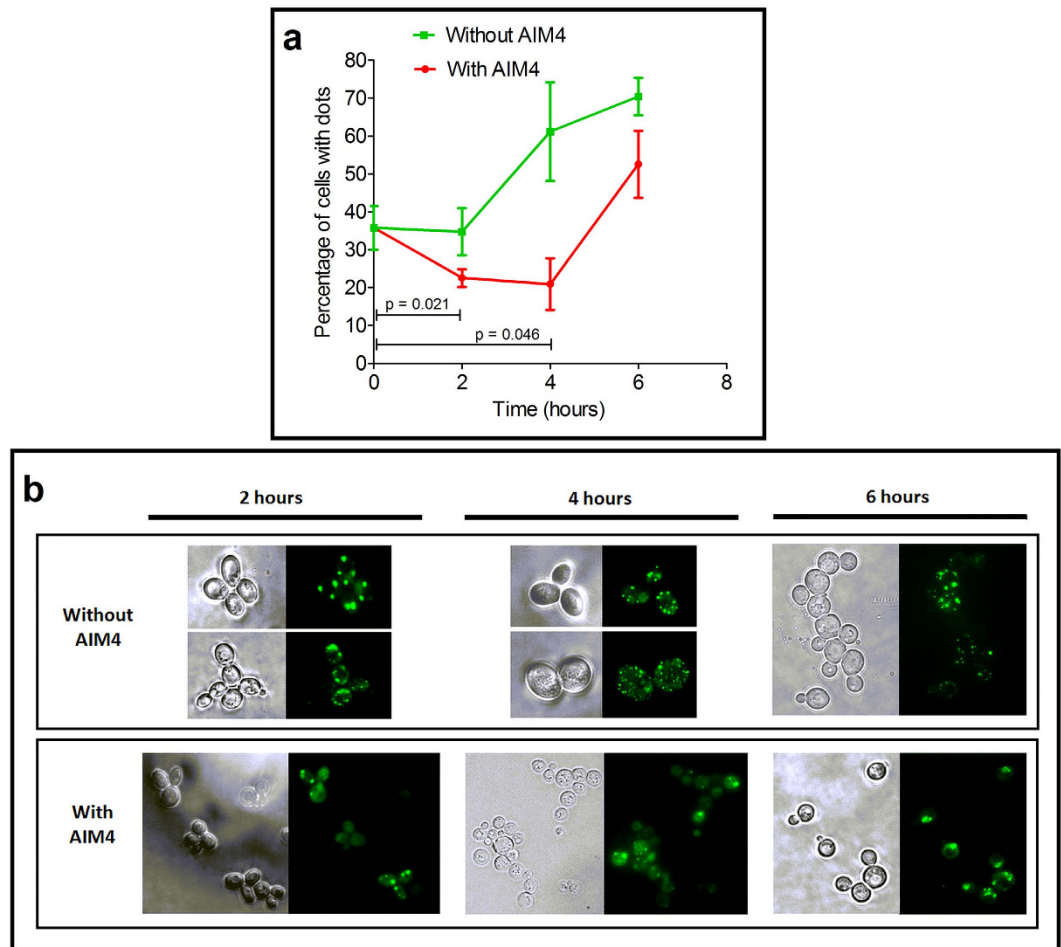 a
Without AIM4
With AIM4
Percentage of cells with dots
80
70
60
50
40
30
20
10
0
p = 0.021
p = 0.046
0 2 4 6 8
Time (hours)
b
2 hours 4 hours 6 hours
Without
AIM4
With
AIM4